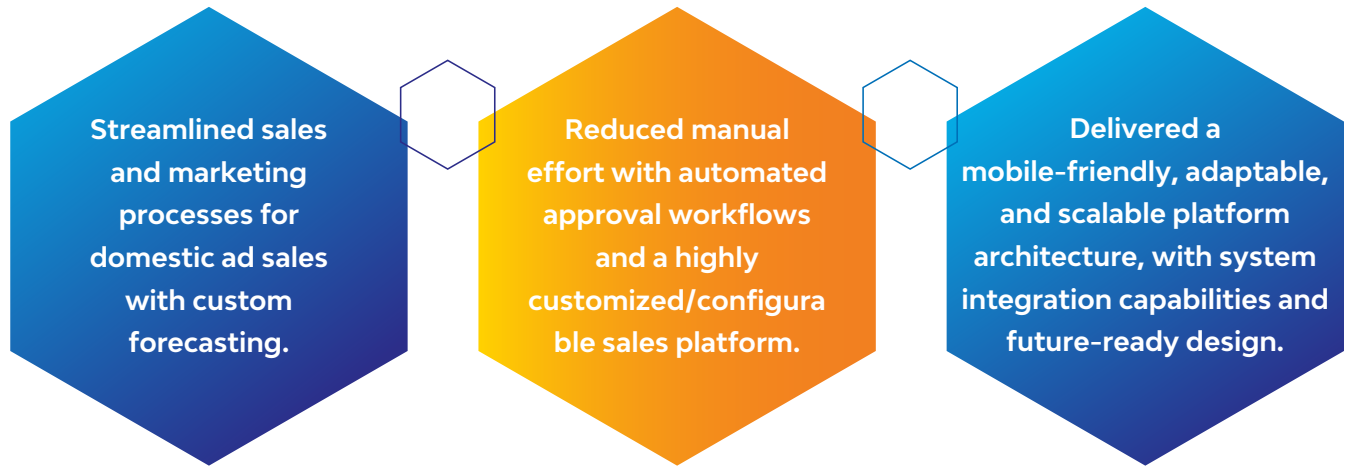 Streamlined sales
and marketing
processes for
domestic ad sales
with custom
forecasting.
Reduced manual
effort with automated
approval workflows
and a highly
customized/configura
ble sales platform.
Delivered a
mobile-friendly, adaptable,
and scalable platform
architecture, with system
integration capabilities and
future-ready design.